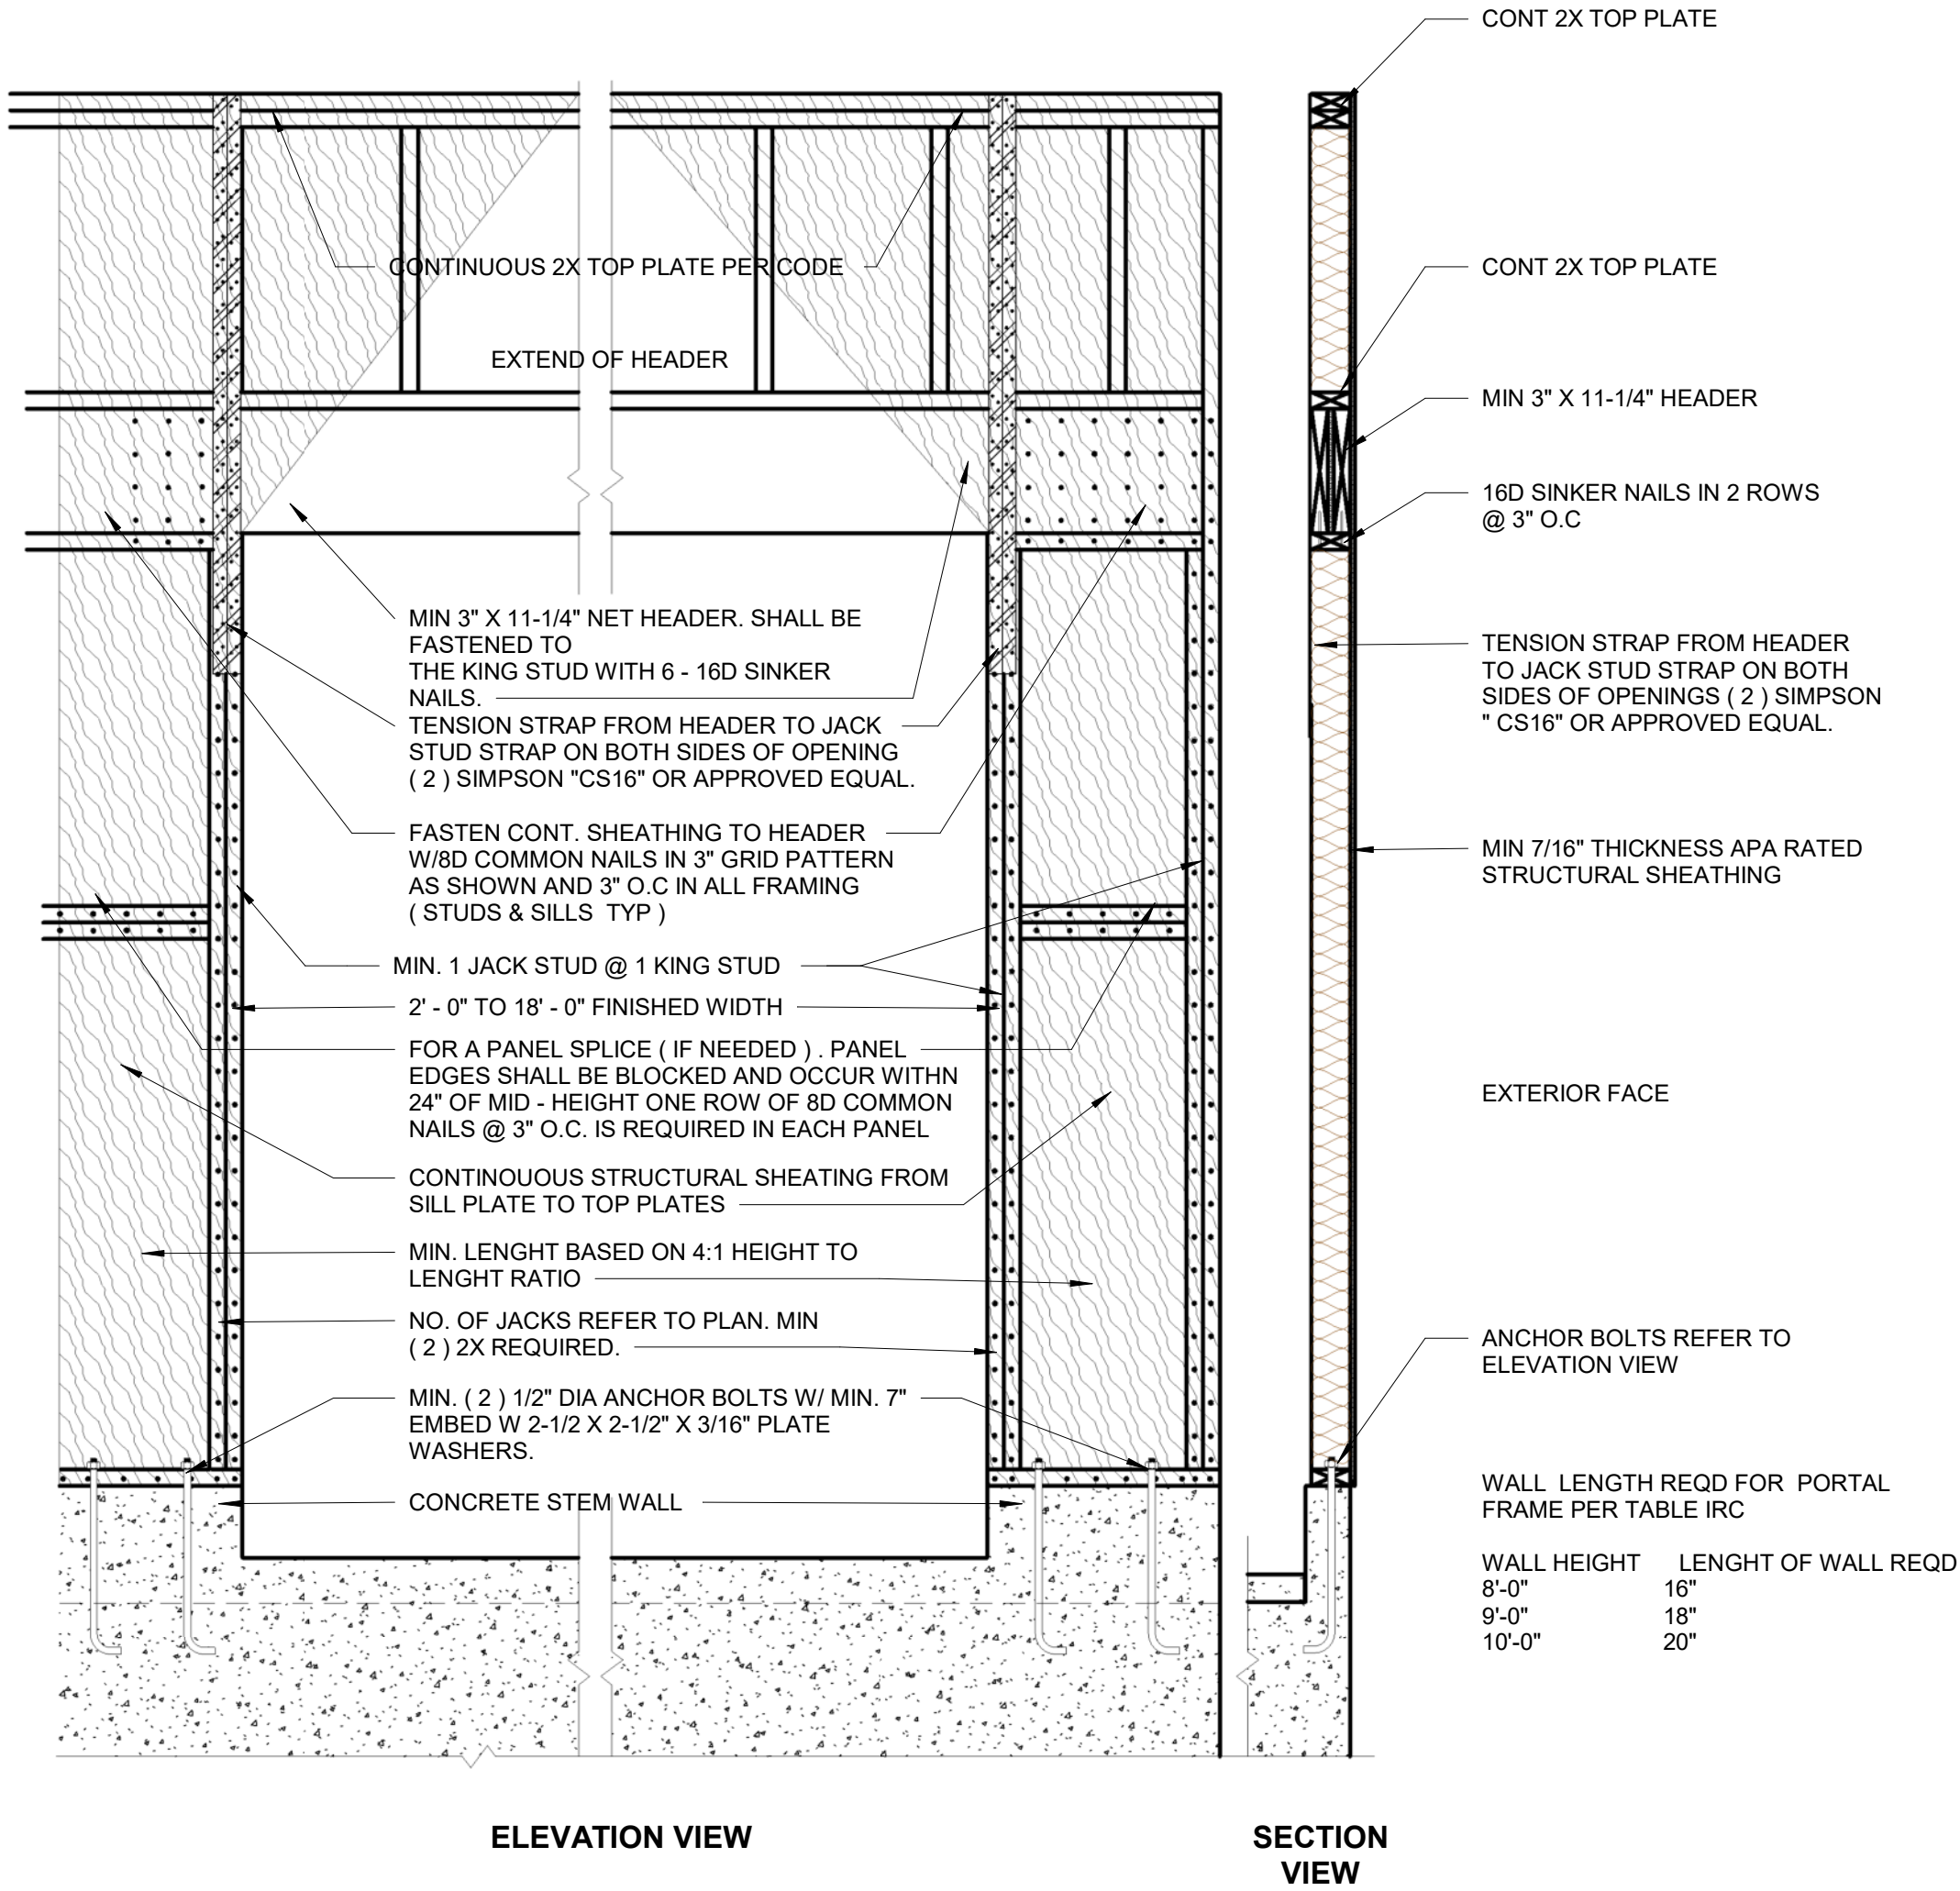 CONT 2X TOP PLATE
CONTINUOUS 2X TOP PLATE PER CODE
EXTEND OF HEADER
MIN 3" X 11-1/4" NET HEADER. SHALL BE
FASTENED TO
THE KING STUD WITH 6 - 16D SINKER
NAILS.
TENSION STRAP FROM HEADER TO JACK
STUD STRAP ON BOTH SIDES OF OPENING
( 2 ) SIMPSON "CS16" OR APPROVED EQUAL.
FASTEN CONT. SHEATHING TO HEADER
W/8D COMMON NAILS IN 3" GRID PATTERN
AS SHOWN AND 3" O.C IN ALL FRAMING
( STUDS & SILLS TYP )
MIN. 1 JACK STUD @ 1 KING STUD
2' - 0" TO 18' - 0" FINISHED WIDTH
FOR A PANEL SPLICE ( IF NEEDED ) . PANEL
EDGES SHALL BE BLOCKED AND OCCUR WITHN
24" OF MID - HEIGHT ONE ROW OF 8D COMMON
NAILS @ 3" O.C. IS REQUIRED IN EACH PANEL
CONTINOUOUS STRUCTURAL SHEATING FROM
SILL PLATE TO TOP PLATES
MIN. LENGHT BASED ON 4:1 HEIGHT TO
LENGHT RATIO
NO. OF JACKS REFER TO PLAN. MIN
( 2 ) 2X REQUIRED.
MIN. ( 2 ) 1/2" DIA ANCHOR BOLTS W/ MIN. 7"
EMBED W 2-1/2 X 2-1/2" X 3/16" PLATE
WASHERS.
CONCRETE STEM WALL
CONT 2X TOP PLATE
MIN 3" X 11-1/4" HEADER
16D SINKER NAILS IN 2 ROWS
@ 3" O.C
TENSION STRAP FROM HEADER
TO JACK STUD STRAP ON BOTH
SIDES OF OPENINGS ( 2 ) SIMPSON
" CS16" OR APPROVED EQUAL.
MIN 7/16" THICKNESS APA RATED
STRUCTURAL SHEATHING
EXTERIOR FACE
ANCHOR BOLTS REFER TO
ELEVATION VIEW
WALL LENGTH REQD FOR PORTAL
FRAME PER TABLE IRC
WALL HEIGHT LENGHT OF WALL REQD
8'-0" 16"
9'-0" 18"
10'-0" 20"
ELEVATION VIEW
SECTION
VIEW